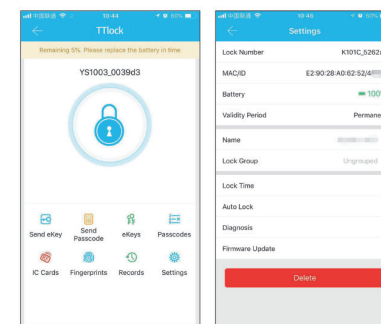 中国联通
10:44
60%
TTlock
Remaining 5%. Please replace the battery in time
YS1003_0039d3
Send eKey
Send Passcode
eKeys
Passcodes
IC Cards
Fingerprints
Records
Settings
中国联通
10:46
60%
Settings
Lock Number K101C_5262
MAC/ID E2:90:28:A0:62:52/4
Battery 100
Validity Period Permane
Name
Lock Group Ungrouped
Lock Time
Auto Lock
Diagnosis
Firmware Update
Delete